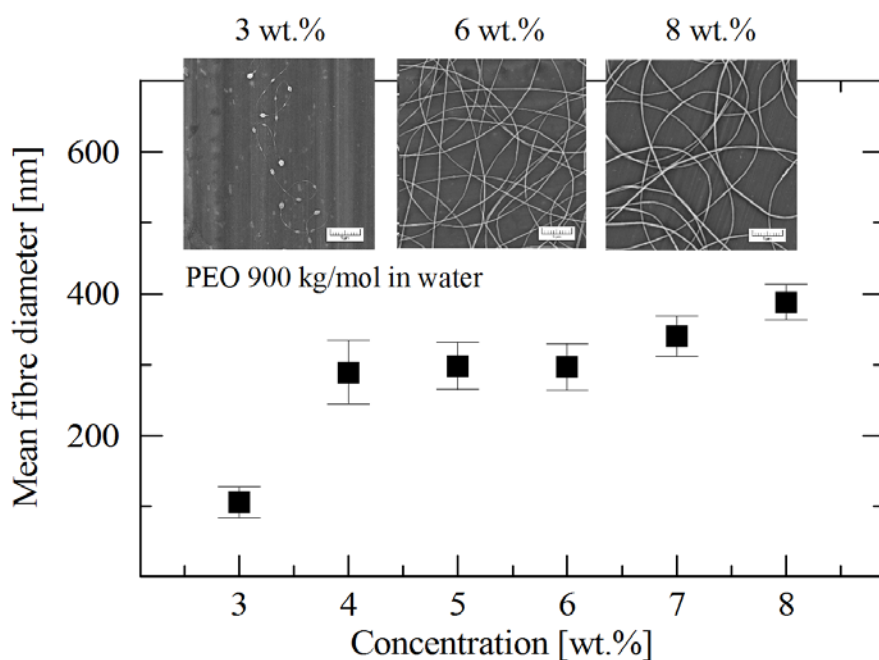 3 wt.% 6 wt.% 8 wt.%
PEO 900 kg/mol in water
Mean fibre diameter [nm]
600
400
200
3 4 5 6 7 8
Concentration [wt.%]